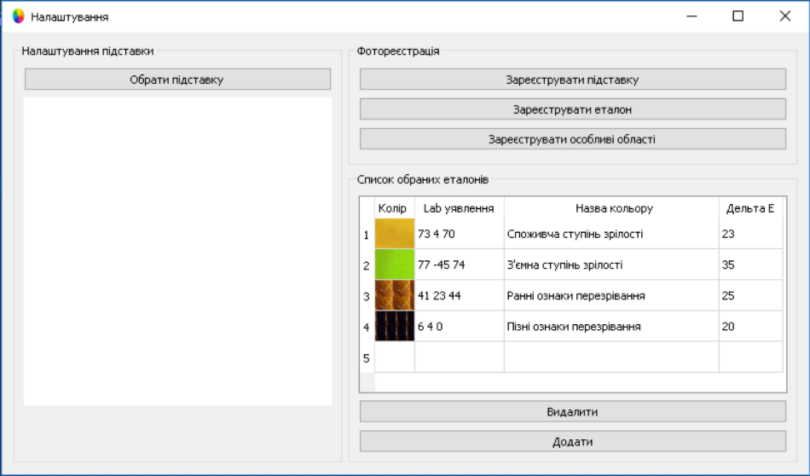 Налаштування
Налаштування підставки
Обрати підставку
Фотореєстрація
Зареєструвати підставку
Зареєструвати еталон
Зареєструвати особливі області
Список обраних еталонів
Колір Lab уявлення Назва кольору Дельта E
1 73 4 70 Споживча ступінь зрілості 23
2 77 -45 74 З'ємна ступінь зрілості 35
3 41 23 44 Ранні ознаки перезрівання 25
4 6 4 0 Пізні ознаки перезрівання 20
5
Видалити
Додати